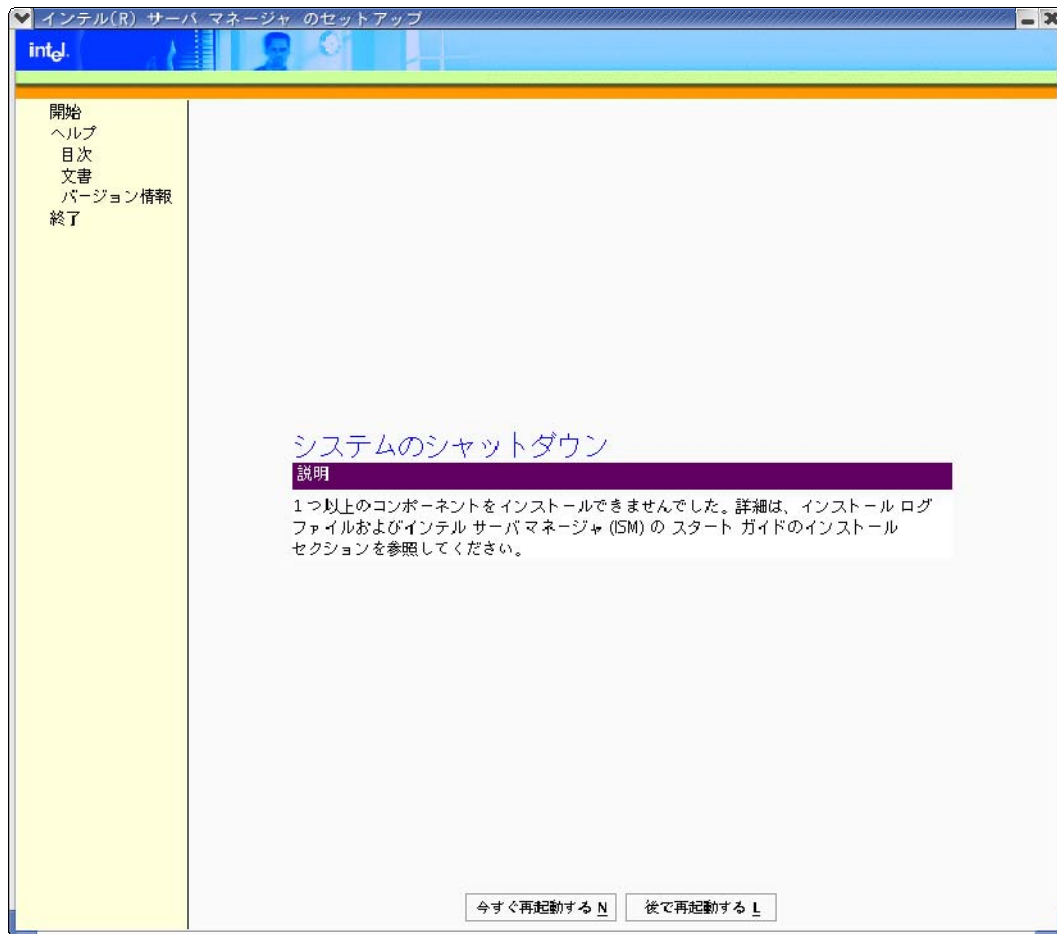 インテル(R) サーバ マネージャ のセットアップ
intel.
開始
ヘルプ
目次
文書
バージョン情報
終了
システムのシャットダウン
説明
1つ以上のコンポーネントをインストールできませんでした。詳細は、インストール ログ
ファイルおよびインテル サーバ マネージャ (ISM) の スタート ガイドのインストール
セクションを参照してください。
今すぐ再起動する N
後で再起動する L